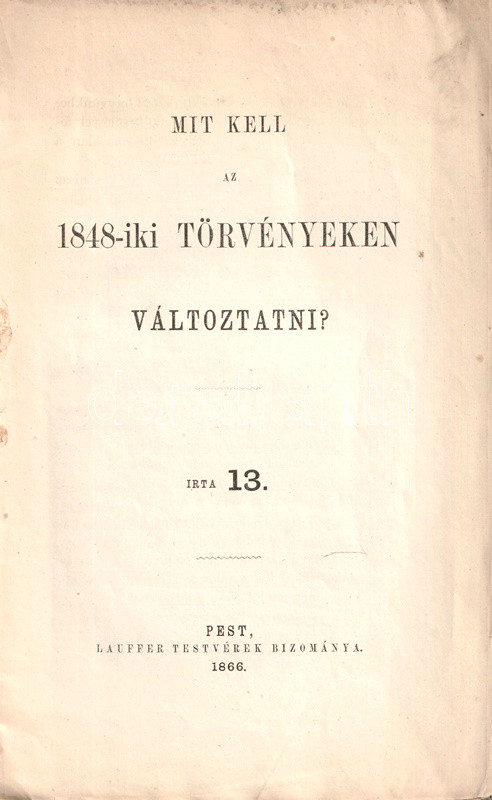 MIT KELL
AZ
1848-iki TÖRVÉNYEKEN
VÁLTOZTATNI?
IRTA 13.
PEST,
LAUFFER TESTVÉREK BIZOMÁNYA.
1866.